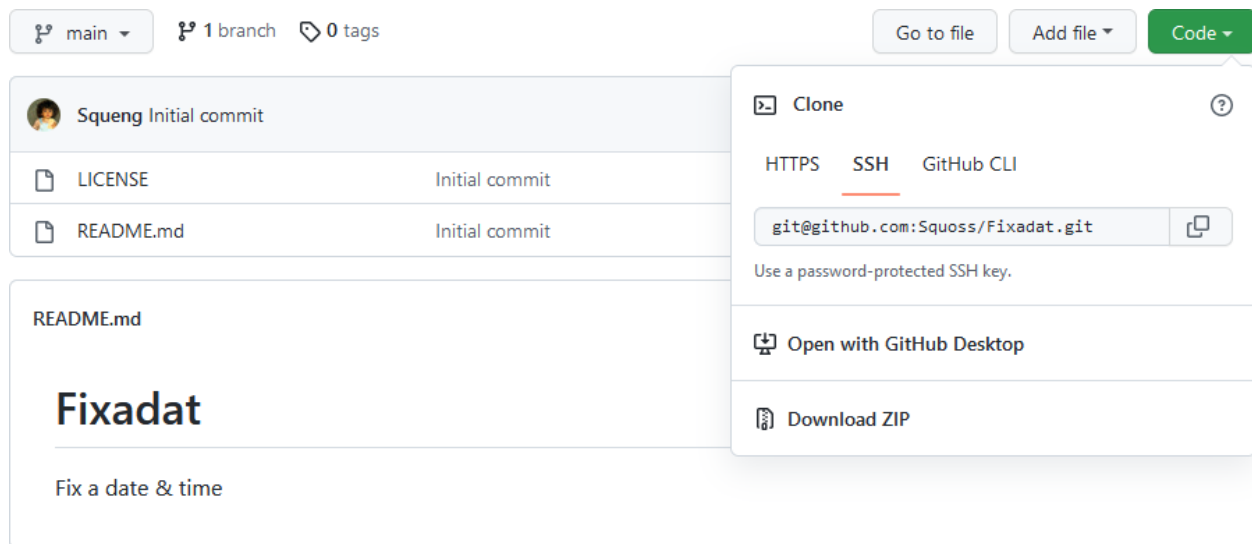 main 1 branch 0 tags Go to file Add file Code
Squeng Initial commit
LICENSE Initial commit
README.md Initial commit
README.md
Fixadat
Fix a date & time
Clone
HTTPS SSH GitHub CLI
git@github.com:Squoss/Fixadat.git
Use a password-protected SSH key.
Open with GitHub Desktop
Download ZIP